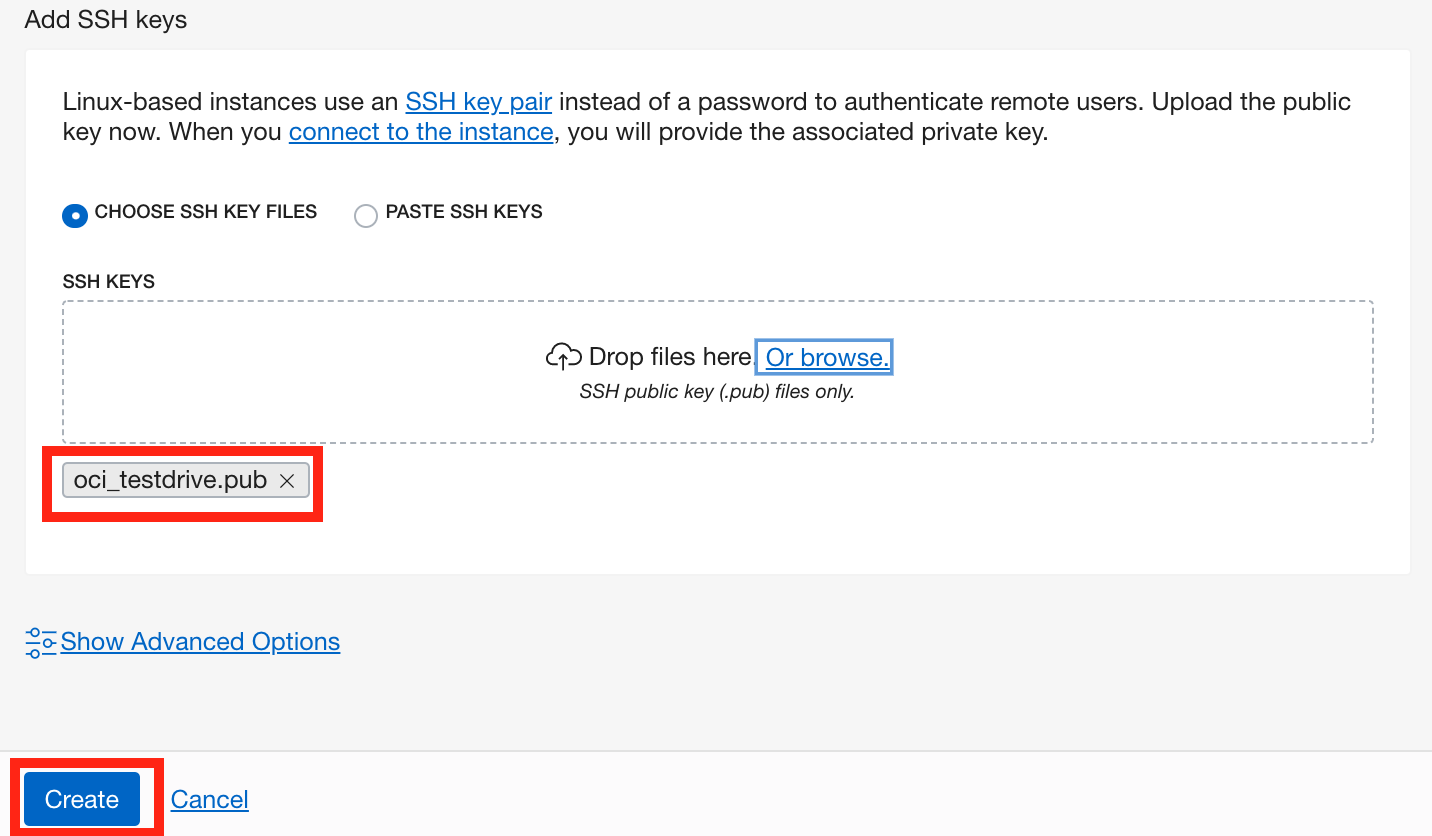 Add SSH keys
Linux-based instances use an SSH key pair instead of a password to authenticate remote users. Upload the public
key now. When you connect to the instance, you will provide the associated private key.
CHOOSE SSH KEY FILES PASTE SSH KEYS
SSH KEYS
Drop files here. Or browse.
SSH public key (.pub) files only.
oci_testdrive.pub
Show Advanced Options
Create Cancel